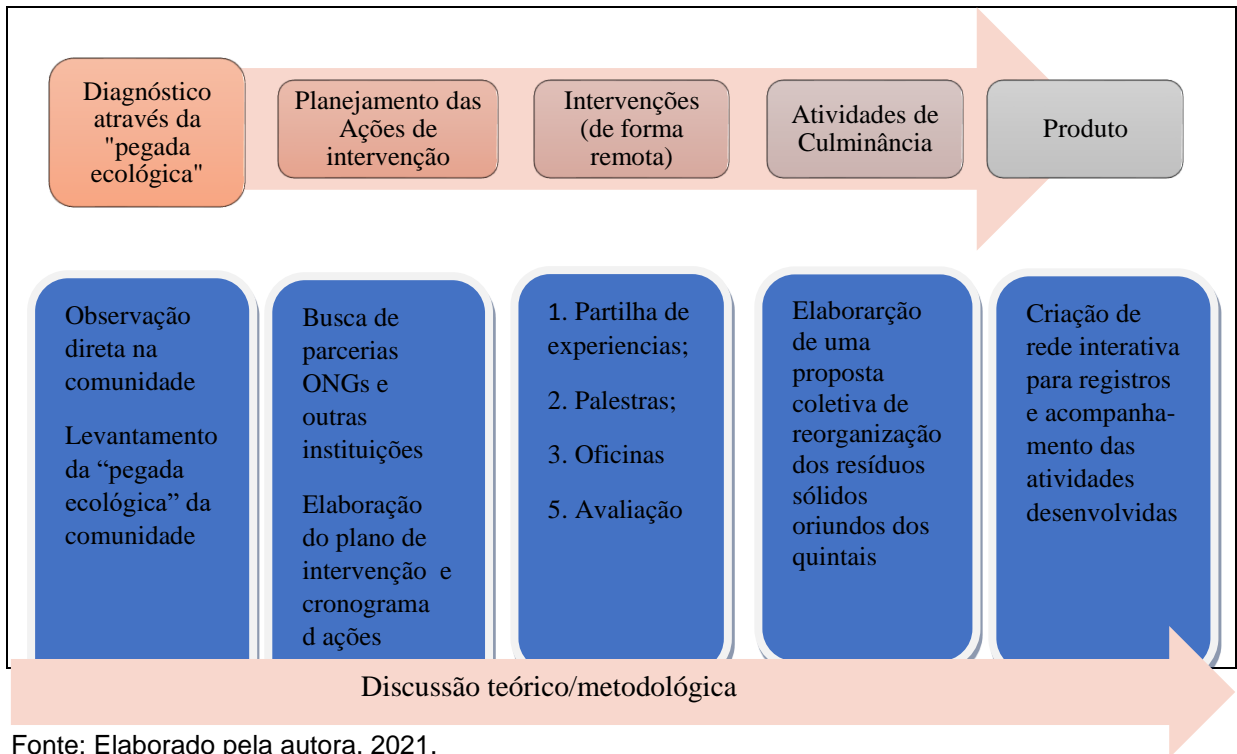 Diagnóstico
através da
"pegada
ecológica"
Planejamento das
Ações de
intervenção
Intervenções
(de forma
remota)
Atividades de
Culminância
Produto
Observação
direta na
comunidade
Levantamento
da “pegada
ecológica” da
comunidade
Busca de
parcerias
ONGs e
outras
instituições
Elaboração
do plano de
intervenção e
cronograma
d ações
1. Partilha de
experiencias;
2. Palestras;
3. Oficinas
5. Avaliação
Elaborarção
de uma
proposta
coletiva de
reorganização
dos resíduos
sólidos
oriundos dos
quintais
Criação de
rede interativa
para registros
e acompanha-
mento das
atividades
desenvolvidas
Discussão teórico/metodológica
Fonte: Elaborado pela autora, 2021.